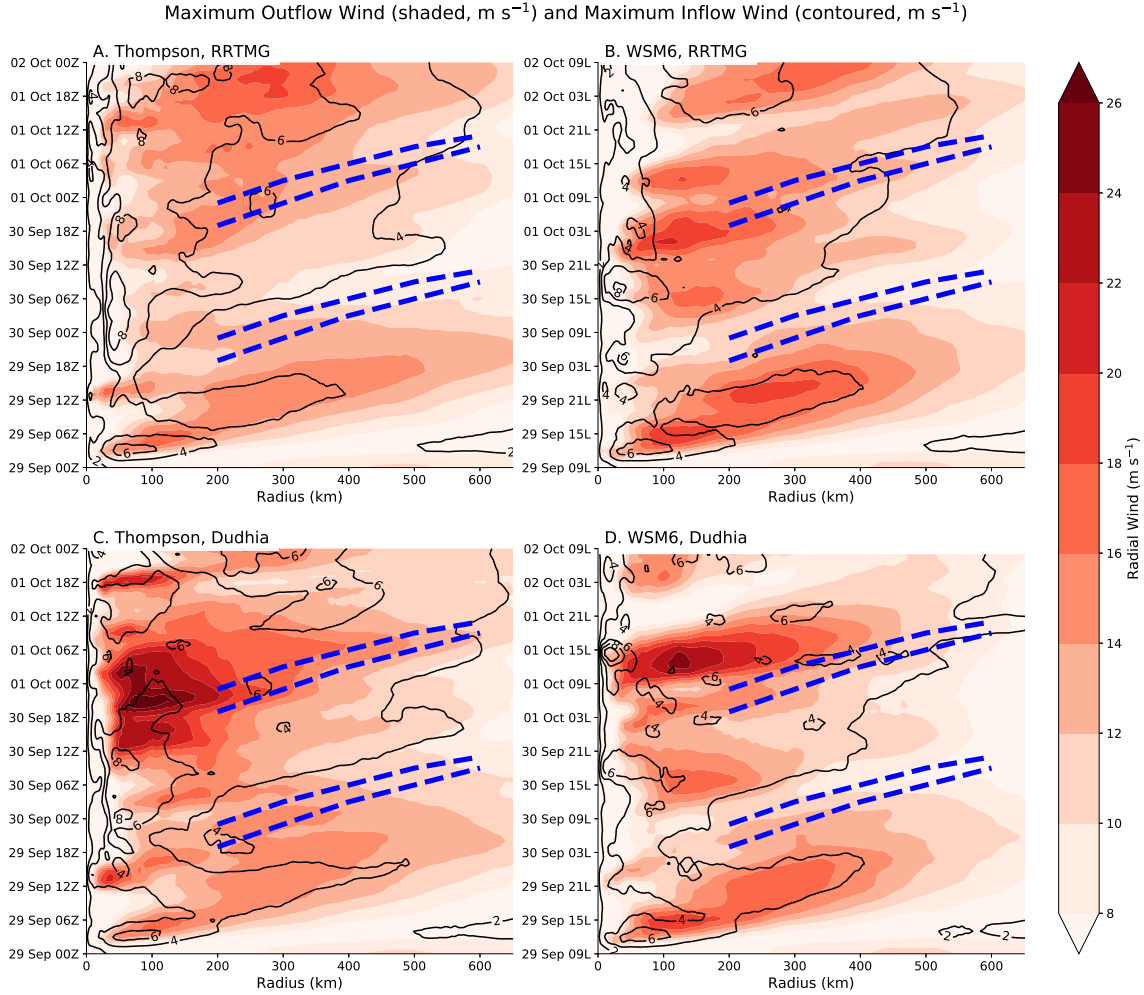 Maximum Outflow Wind (shaded, m s⁻¹) and Maximum Inflow Wind (contoured, m s⁻¹)
A. Thompson, RRTMG
02 Oct 00Z
01 Oct 18Z
01 Oct 12Z
01 Oct 06Z
01 Oct 00Z
30 Sep 18Z
30 Sep 12Z
30 Sep 06Z
30 Sep 00Z
29 Sep 18Z
29 Sep 12Z
29 Sep 06Z
29 Sep 00Z
0 100 200 300 400 500 600
Radius (km)
B. WSM6, RRTMG
02 Oct 09L
02 Oct 03L
01 Oct 21L
01 Oct 15L
01 Oct 09L
01 Oct 03L
30 Sep 21L
30 Sep 15L
30 Sep 09L
30 Sep 03L
29 Sep 21L
29 Sep 15L
29 Sep 09L
0 100 200 300 400 500 600
Radius (km)
C. Thompson, Dudhia
02 Oct 00Z
01 Oct 18Z
01 Oct 12Z
01 Oct 06Z
01 Oct 00Z
30 Sep 18Z
30 Sep 12Z
30 Sep 06Z
30 Sep 00Z
29 Sep 18Z
29 Sep 12Z
29 Sep 06Z
29 Sep 00Z
0 100 200 300 400 500 600
Radius (km)
D. WSM6, Dudhia
02 Oct 09L
02 Oct 03L
01 Oct 21L
01 Oct 15L
01 Oct 09L
01 Oct 03L
30 Sep 21L
30 Sep 15L
30 Sep 09L
30 Sep 03L
29 Sep 21L
29 Sep 15L
29 Sep 09L
0 100 200 300 400 500 600
Radius (km)
26
24
22
20
18
16
14
12
10
8
Radial Wind (m s⁻¹)